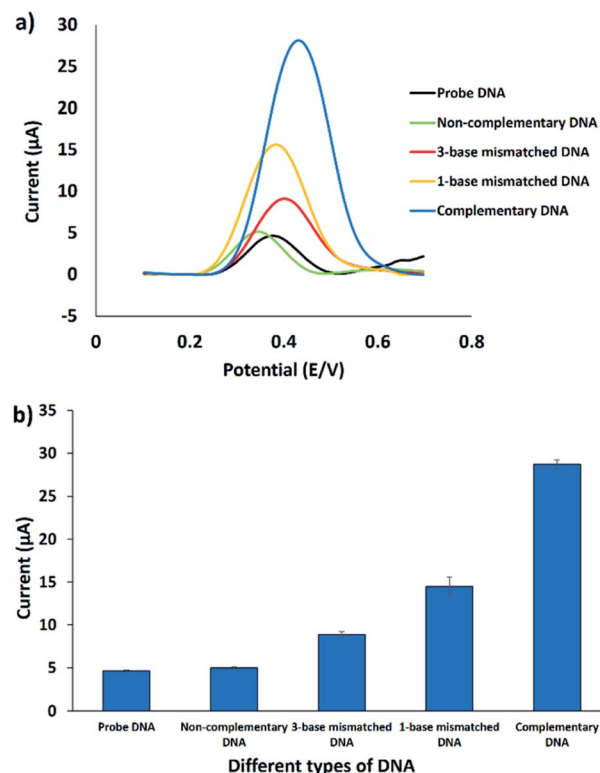 a)
30
25
20
15
10
5
0
-5
Current (µA)
0
0.2
0.4
0.6
0.8
Potential (E/V)
Probe DNA
Non-complementary DNA
3-base mismatched DNA
1-base mismatched DNA
Complementary DNA
b)
35
30
25
20
15
10
5
0
Current (µA)
Probe DNA
Non-complementary
DNA
3-base mismatched
DNA
1-base mismatched
DNA
Complementary
DNA
Different types of DNA